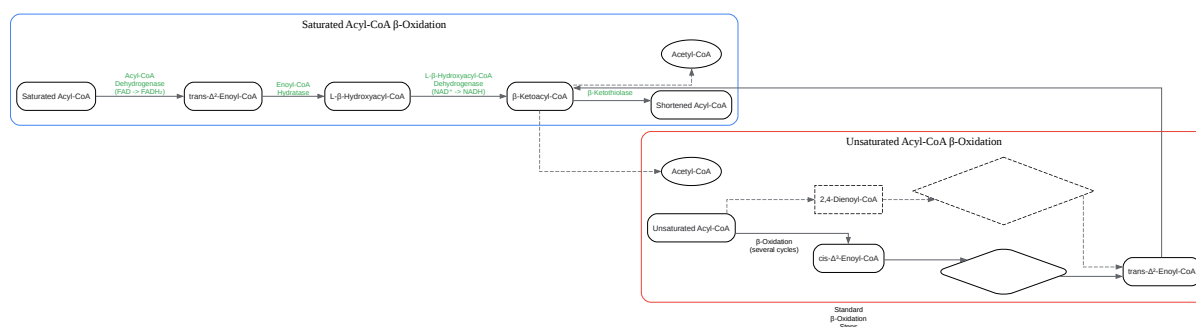 Saturated Acyl-CoA β-Oxidation
Acetyl-CoA
Acyl-CoA
Dehydrogenase
(FAD -> FADH₂)
Enoyl-CoA
Hydratase
L-β-Hydroxyacyl-CoA
Dehydrogenase
(NAD⁺ -> NADH)
Saturated Acyl-CoA
trans-Δ²-Enoyl-CoA
L-β-Hydroxyacyl-CoA
β-Ketoacyl-CoA
β-Ketothiolase
Shortened Acyl-CoA
Unsaturated Acyl-CoA β-Oxidation
Acetyl-CoA
2,4-Dienoyl-CoA
Unsaturated Acyl-CoA
β-Oxidation
(several cycles)
cis-Δ³-Enoyl-CoA
trans-Δ²-Enoyl-CoA
Standard
β-Oxidation
Steps